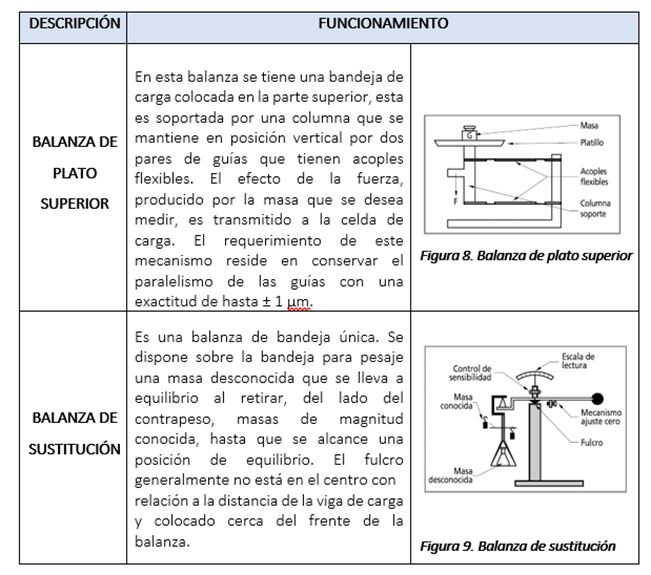 DESCRIPCIÓN FUNCIONAMIENTO
BALANZA DE
PLATO
SUPERIOR
En esta balanza se tiene una bandeja de
carga colocada en la parte superior, esta
es soportada por una columna que se
mantiene en posición vertical por dos
pares de guías que tienen acoples
flexibles. El efecto de la fuerza,
producido por la masa que se desea
medir, es transmitido a la celda de
carga. El requerimiento de este
mecanismo reside en conservar el
paralelismo de las guías con una
exactitud de hasta ± 1 µm.
G
F
Masa
Platillo
Acoples
flexibles
Columna
soporte
Figura 8. Balanza de plato superior
BALANZA DE
SUSTITUCIÓN
Es una balanza de bandeja única. Se
dispone sobre la bandeja para pesaje
una masa desconocida que se lleva a
equilibrio al retirar, del lado del
contrapeso, masas de magnitud
conocida, hasta que se alcance una
posición de equilibrio. El fulcro
generalmente no está en el centro con
relación a la distancia de la viga de carga
y colocado cerca del frente de la
balanza.
Escala de
lectura
Control de
sensibilidad
Masa
conocida
Mecanismo
ajuste cero
Fulcro
Masa
desconocida
Figura 9. Balanza de sustitución